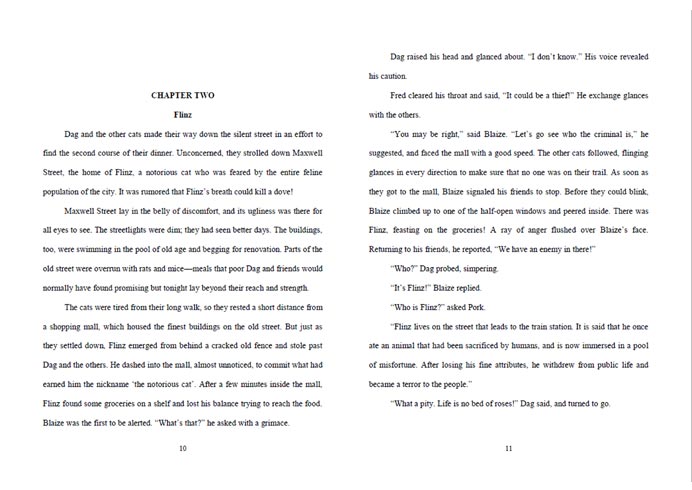 CHAPTER TWO
Flinz
Dag and the other cats made their way down the silent street in an effort to
find the second course of their dinner. Unconcerned, they strolled down Maxwell
Street, the home of Flinz, a notorious cat who was feared by the entire feline
population of the city. It was rumored that Flinz’s breath could kill a dove!
Maxwell Street lay in the belly of discomfort, and its ugliness was there for
all eyes to see. The streetlights were dim; they had seen better days. The buildings,
too, were swimming in the pool of old age and begging for renovation. Parts of the
old street were overrun with rats and mice—meals that poor Dag and friends would
normally have found promising but tonight lay beyond their reach and strength.
The cats were tired from their long walk, so they rested a short distance from
a shopping mall, which housed the finest buildings on the old street. But just as
they settled down, Flinz emerged from behind a cracked old fence and stole past
Dag and the others. He dashed into the mall, almost unnoticed, to commit what had
earned him the nickname ‘the notorious cat’. After a few minutes inside the mall,
Flinz found some groceries on a shelf and lost his balance trying to reach the food.
Blaize was the first to be alerted. “What’s that?” he asked with a grimace.
10
Dag raised his head and glanced about. “I don’t know.” His voice revealed
his caution.
Fred cleared his throat and said, “It could be a thief!” He exchange glances
with the others.
“You may be right,” said Blaize. “Let’s go see who the criminal is,” he
suggested, and faced the mall with a good speed. The other cats followed, flinging
glances in every direction to make sure that no one was on their trail. As soon as
they got to the mall, Blaize signaled his friends to stop. Before they could blink,
Blaize climbed up to one of the half-open windows and peered inside. There was
Flinz, feasting on the groceries! A ray of anger flushed over Blaize’s face.
Returning to his friends, he reported, “We have an enemy in there!”
“Who?” Dag probed, simpering.
“It’s Flinz!” Blaize replied.
“Who is Flinz?” asked Pork.
“Flinz lives on the street that leads to the train station. It is said that he once
ate an animal that had been sacrificed by humans, and is now immersed in a pool
of misfortune. After losing his fine attributes, he withdrew from public life and
became a terror to the people.”
“What a pity. Life is no bed of roses!” Dag said, and turned to go.
11